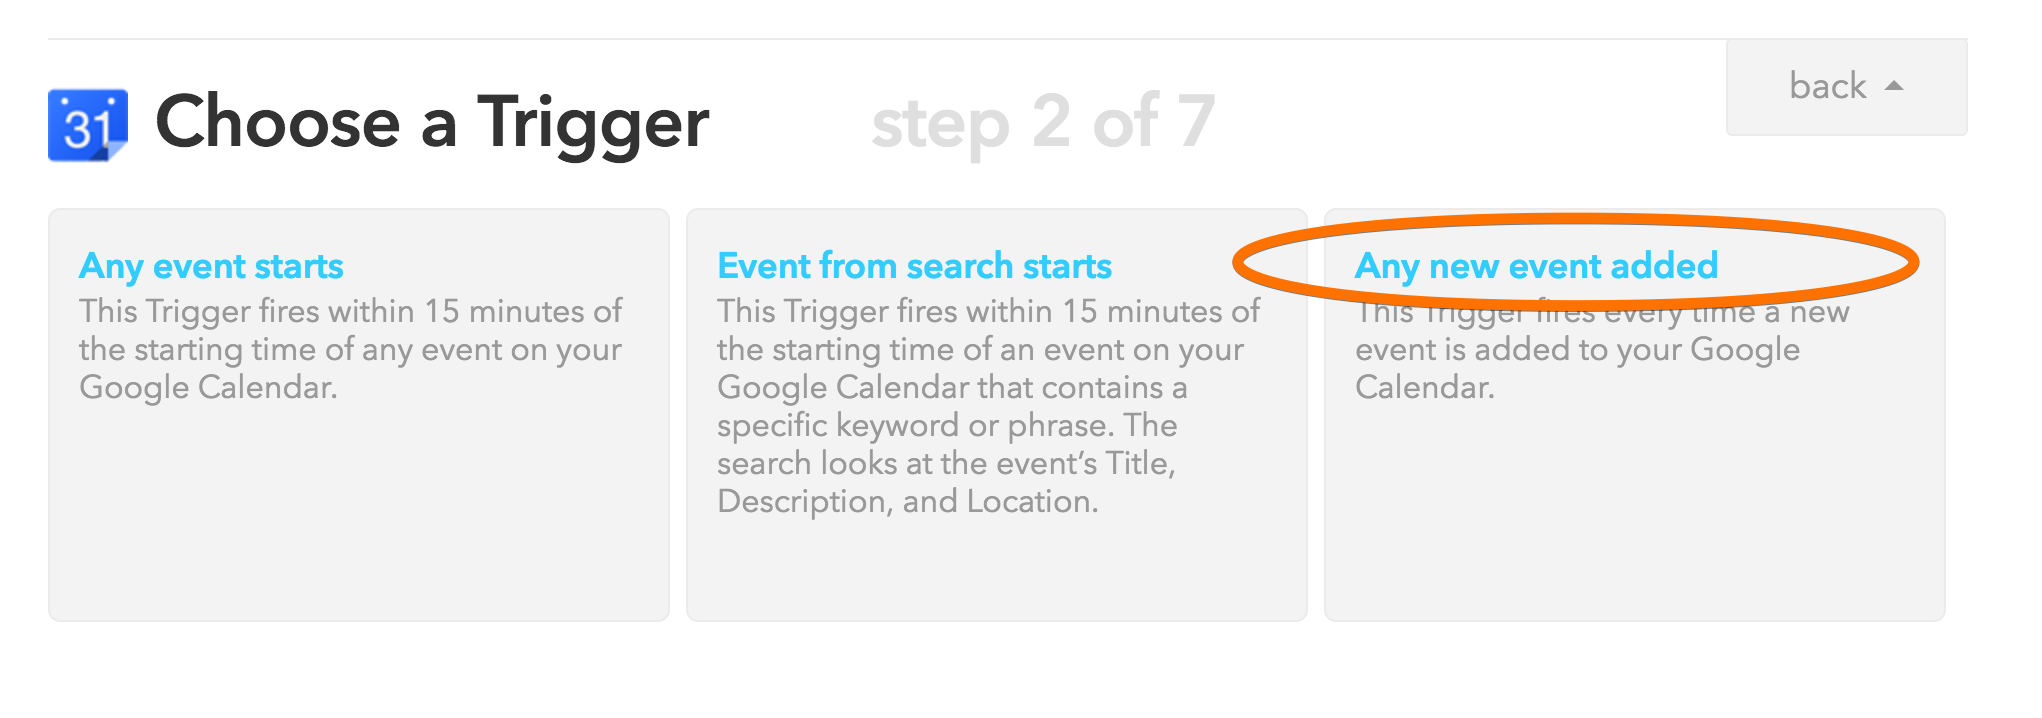 back
31
Choose a Trigger
step 2 of 7
Any event starts
This Trigger fires within 15 minutes of
the starting time of any event on your
Google Calendar.
Event from search starts
This Trigger fires within 15 minutes of
the starting time of an event on your
Google Calendar that contains a
specific keyword or phrase. The
search looks at the event’s Title,
Description, and Location.
Any new event added
This Trigger fires every time a new
event is added to your Google
Calendar.